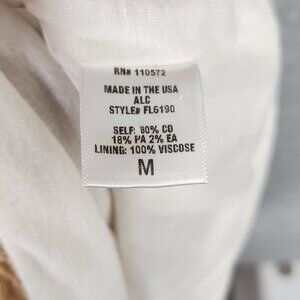 RN# 110572
MADE IN THE USA
ALC
STYLE# FL6190
SELF: 80% CO
18% PA 2% EA
LINING: 100% VISCOSE
M